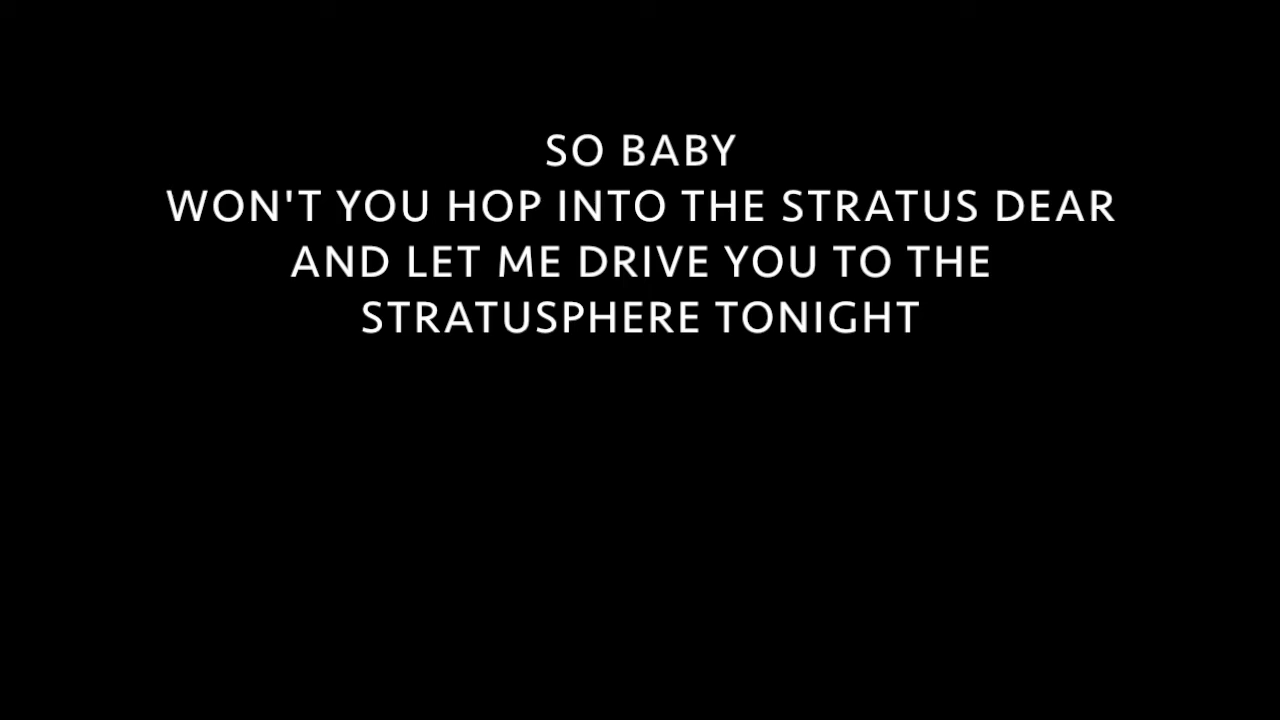 SO BABY
WON'T YOU HOP INTO THE STRATUS DEAR
AND LET ME DRIVE YOU TO THE
STRATUSPHERE TONIGHT